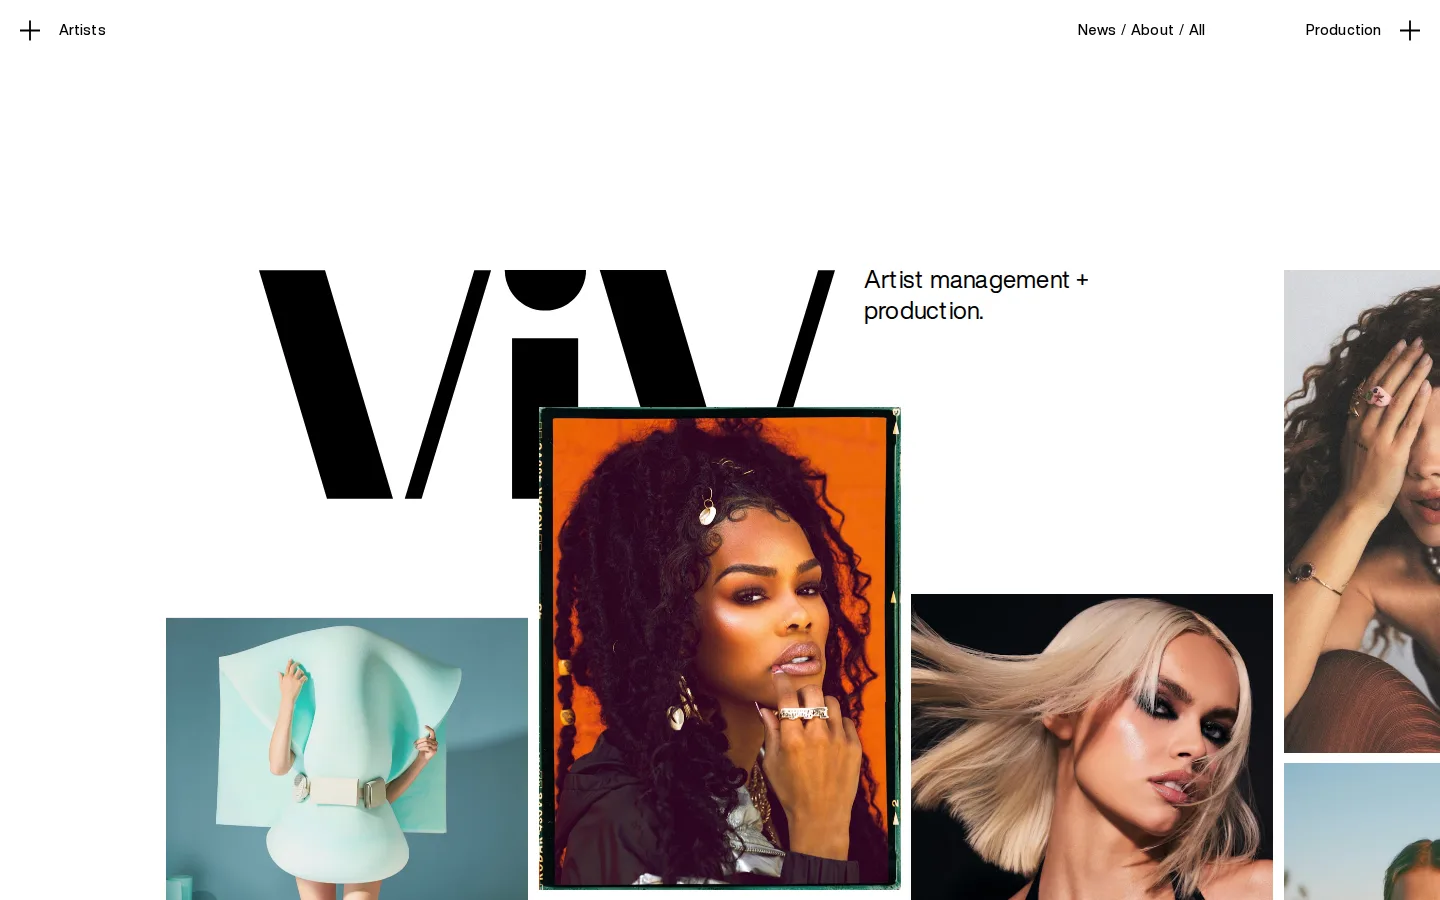 Artists
News / About / All
Production
ViV
Artist management +
production.